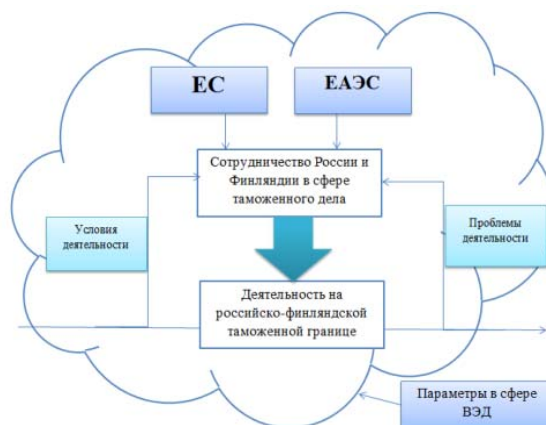 ЕС
ЕАЭС
Сотрудничество России и
Финляндии в сфере
таможенного дела
Условия
деятельности
Проблемы
деятельности
Деятельность на
российско-финляндской
таможенной границе
Параметры в сфере
ВЭД